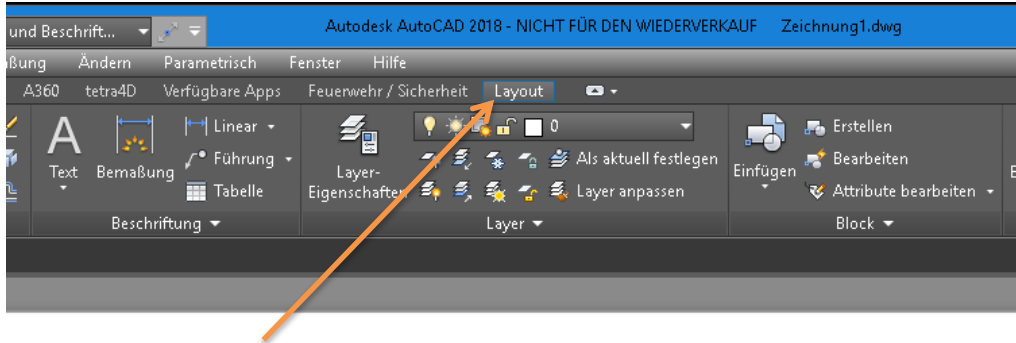 und Beschrift... Autodesk AutoCAD 2018 - NICHT FÜR DEN WIEDERVERKAUF Zeichnung1.dwg
Ändern Parametrisch Fenster Hilfe
A360 tetra4D Verfügbare Apps Feuerwehr / Sicherheit Layout
A Linear 0 Erstellen
Führung Als aktuell festlegen Bearbeiten
Text Bemaßung Layer- Einfügen
Tabelle Eigenschaften Layer anpassen Attribute bearbeiten
Beschriftung Layer Block